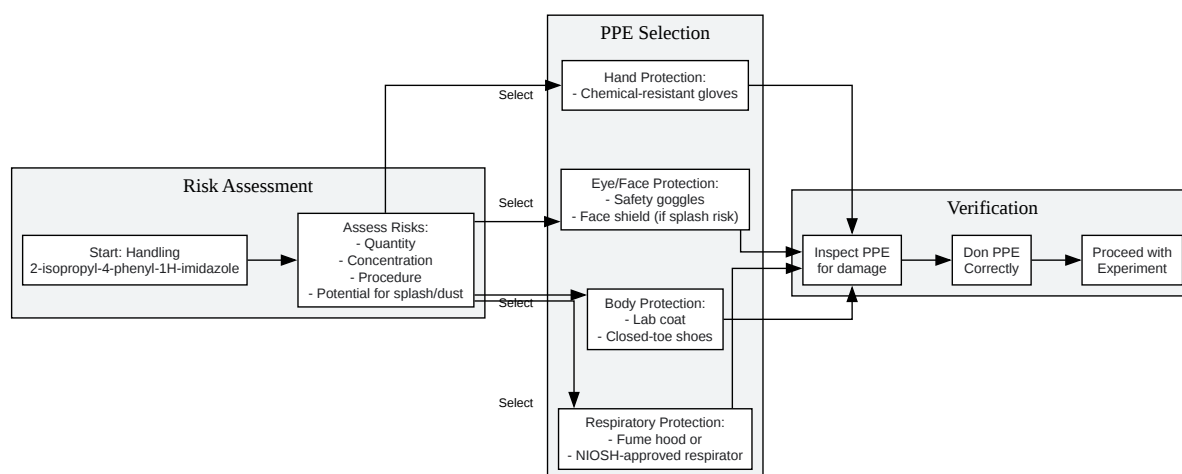 Risk Assessment
Start: Handling
2-isopropyl-4-phenyl-1H-imidazole
Assess Risks:
- Quantity
- Concentration
- Procedure
- Potential for splash/dust
Select
Select
Select
Select
PPE Selection
Hand Protection:
- Chemical-resistant gloves
Eye/Face Protection:
- Safety goggles
- Face shield (if splash risk)
Body Protection:
- Lab coat
- Closed-toe shoes
Respiratory Protection:
- Fume hood or
- NIOSH-approved respirator
Verification
Inspect PPE
for damage
Don PPE
Correctly
Proceed with
Experiment